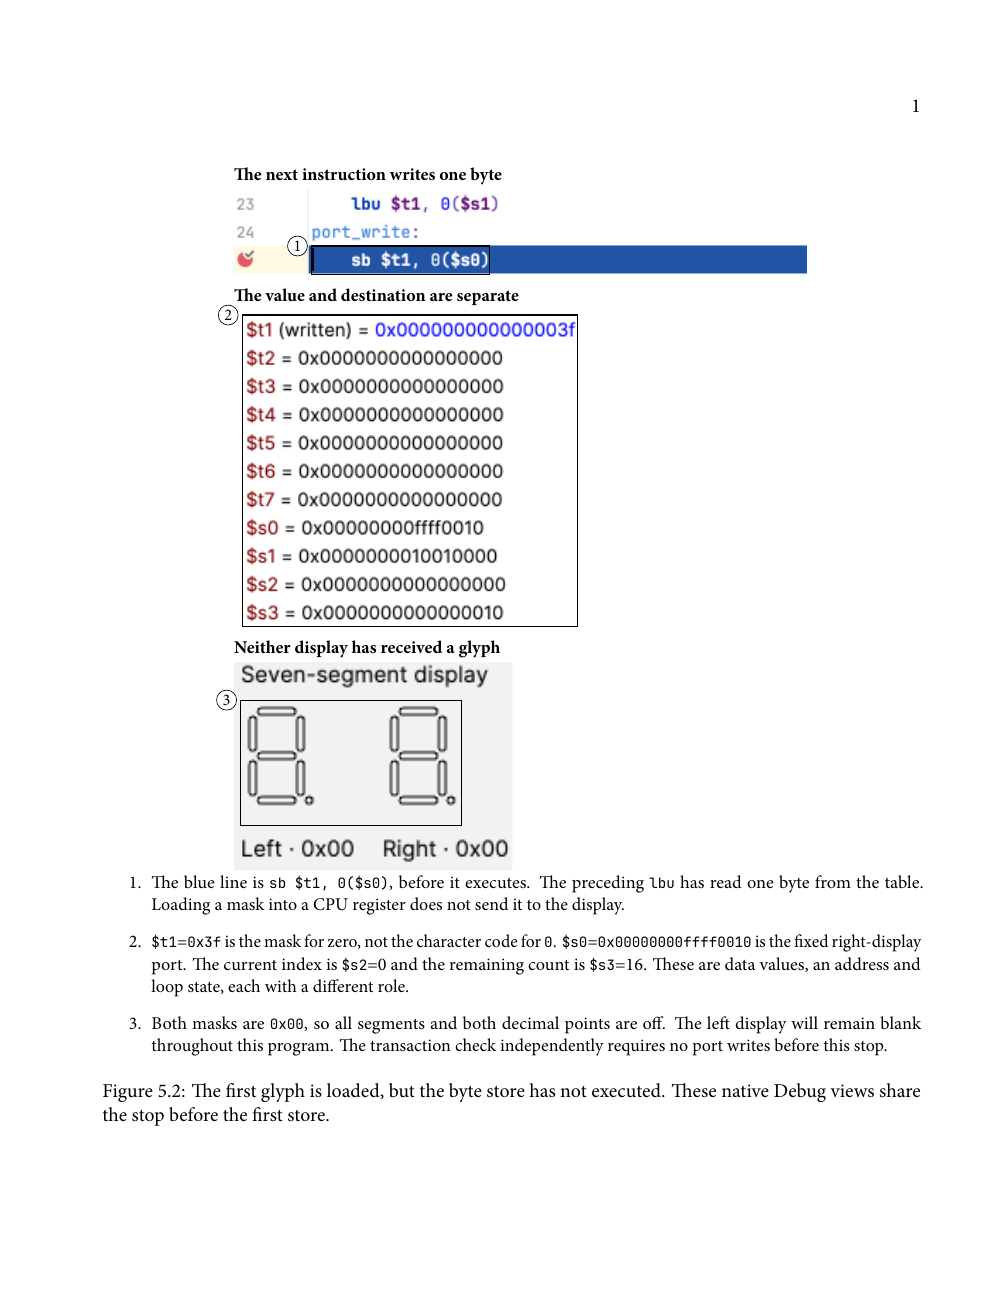 1
The next instruction writes one byte
23 lbu $t1, 0($s1)
24 port_write:
1 sb $t1, 0($s0)
The value and destination are separate
2
$t1 (written) = 0x000000000000003f
$t2 = 0x0000000000000000
$t3 = 0x0000000000000000
$t4 = 0x0000000000000000
$t5 = 0x0000000000000000
$t6 = 0x0000000000000000
$t7 = 0x0000000000000000
$s0 = 0x00000000ffff0010
$s1 = 0x0000000010010000
$s2 = 0x0000000000000000
$s3 = 0x0000000000000010
Neither display has received a glyph
Seven-segment display
3
Left · 0x00 Right · 0x00
1. The blue line is sb $t1, 0($s0), before it executes. The preceding lbu has read one byte from the table.
Loading a mask into a CPU register does not send it to the display.
2. $t1=0x3f is the mask for zero, not the character code for 0. $s0=0x00000000ffff0010 is the fixed right-display
port. The current index is $s2=0 and the remaining count is $s3=16. These are data values, an address and
loop state, each with a different role.
3. Both masks are 0x00, so all segments and both decimal points are off. The left display will remain blank
throughout this program. The transaction check independently requires no port writes before this stop.
Figure 5.2: The first glyph is loaded, but the byte store has not executed. These native Debug views share
the stop before the first store.